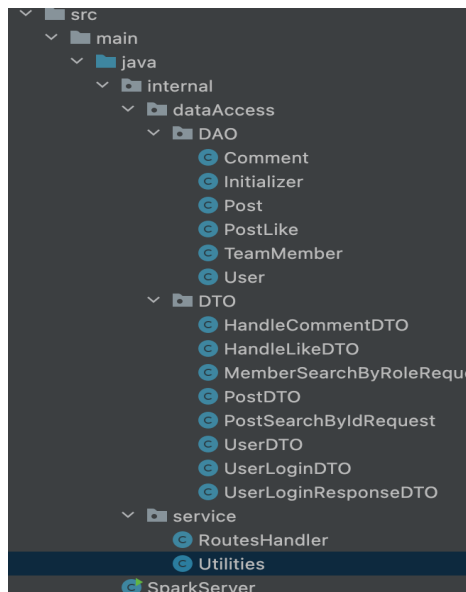 src
main
java
internal
dataAccess
DAO
Comment
Initializer
Post
PostLike
TeamMember
User
DTO
HandleCommentDTO
HandleLikeDTO
MemberSearchByRoleReque
PostDTO
PostSearchByIdRequest
UserDTO
UserLoginDTO
UserLoginResponseDTO
service
RoutesHandler
Utilities
SparkServer